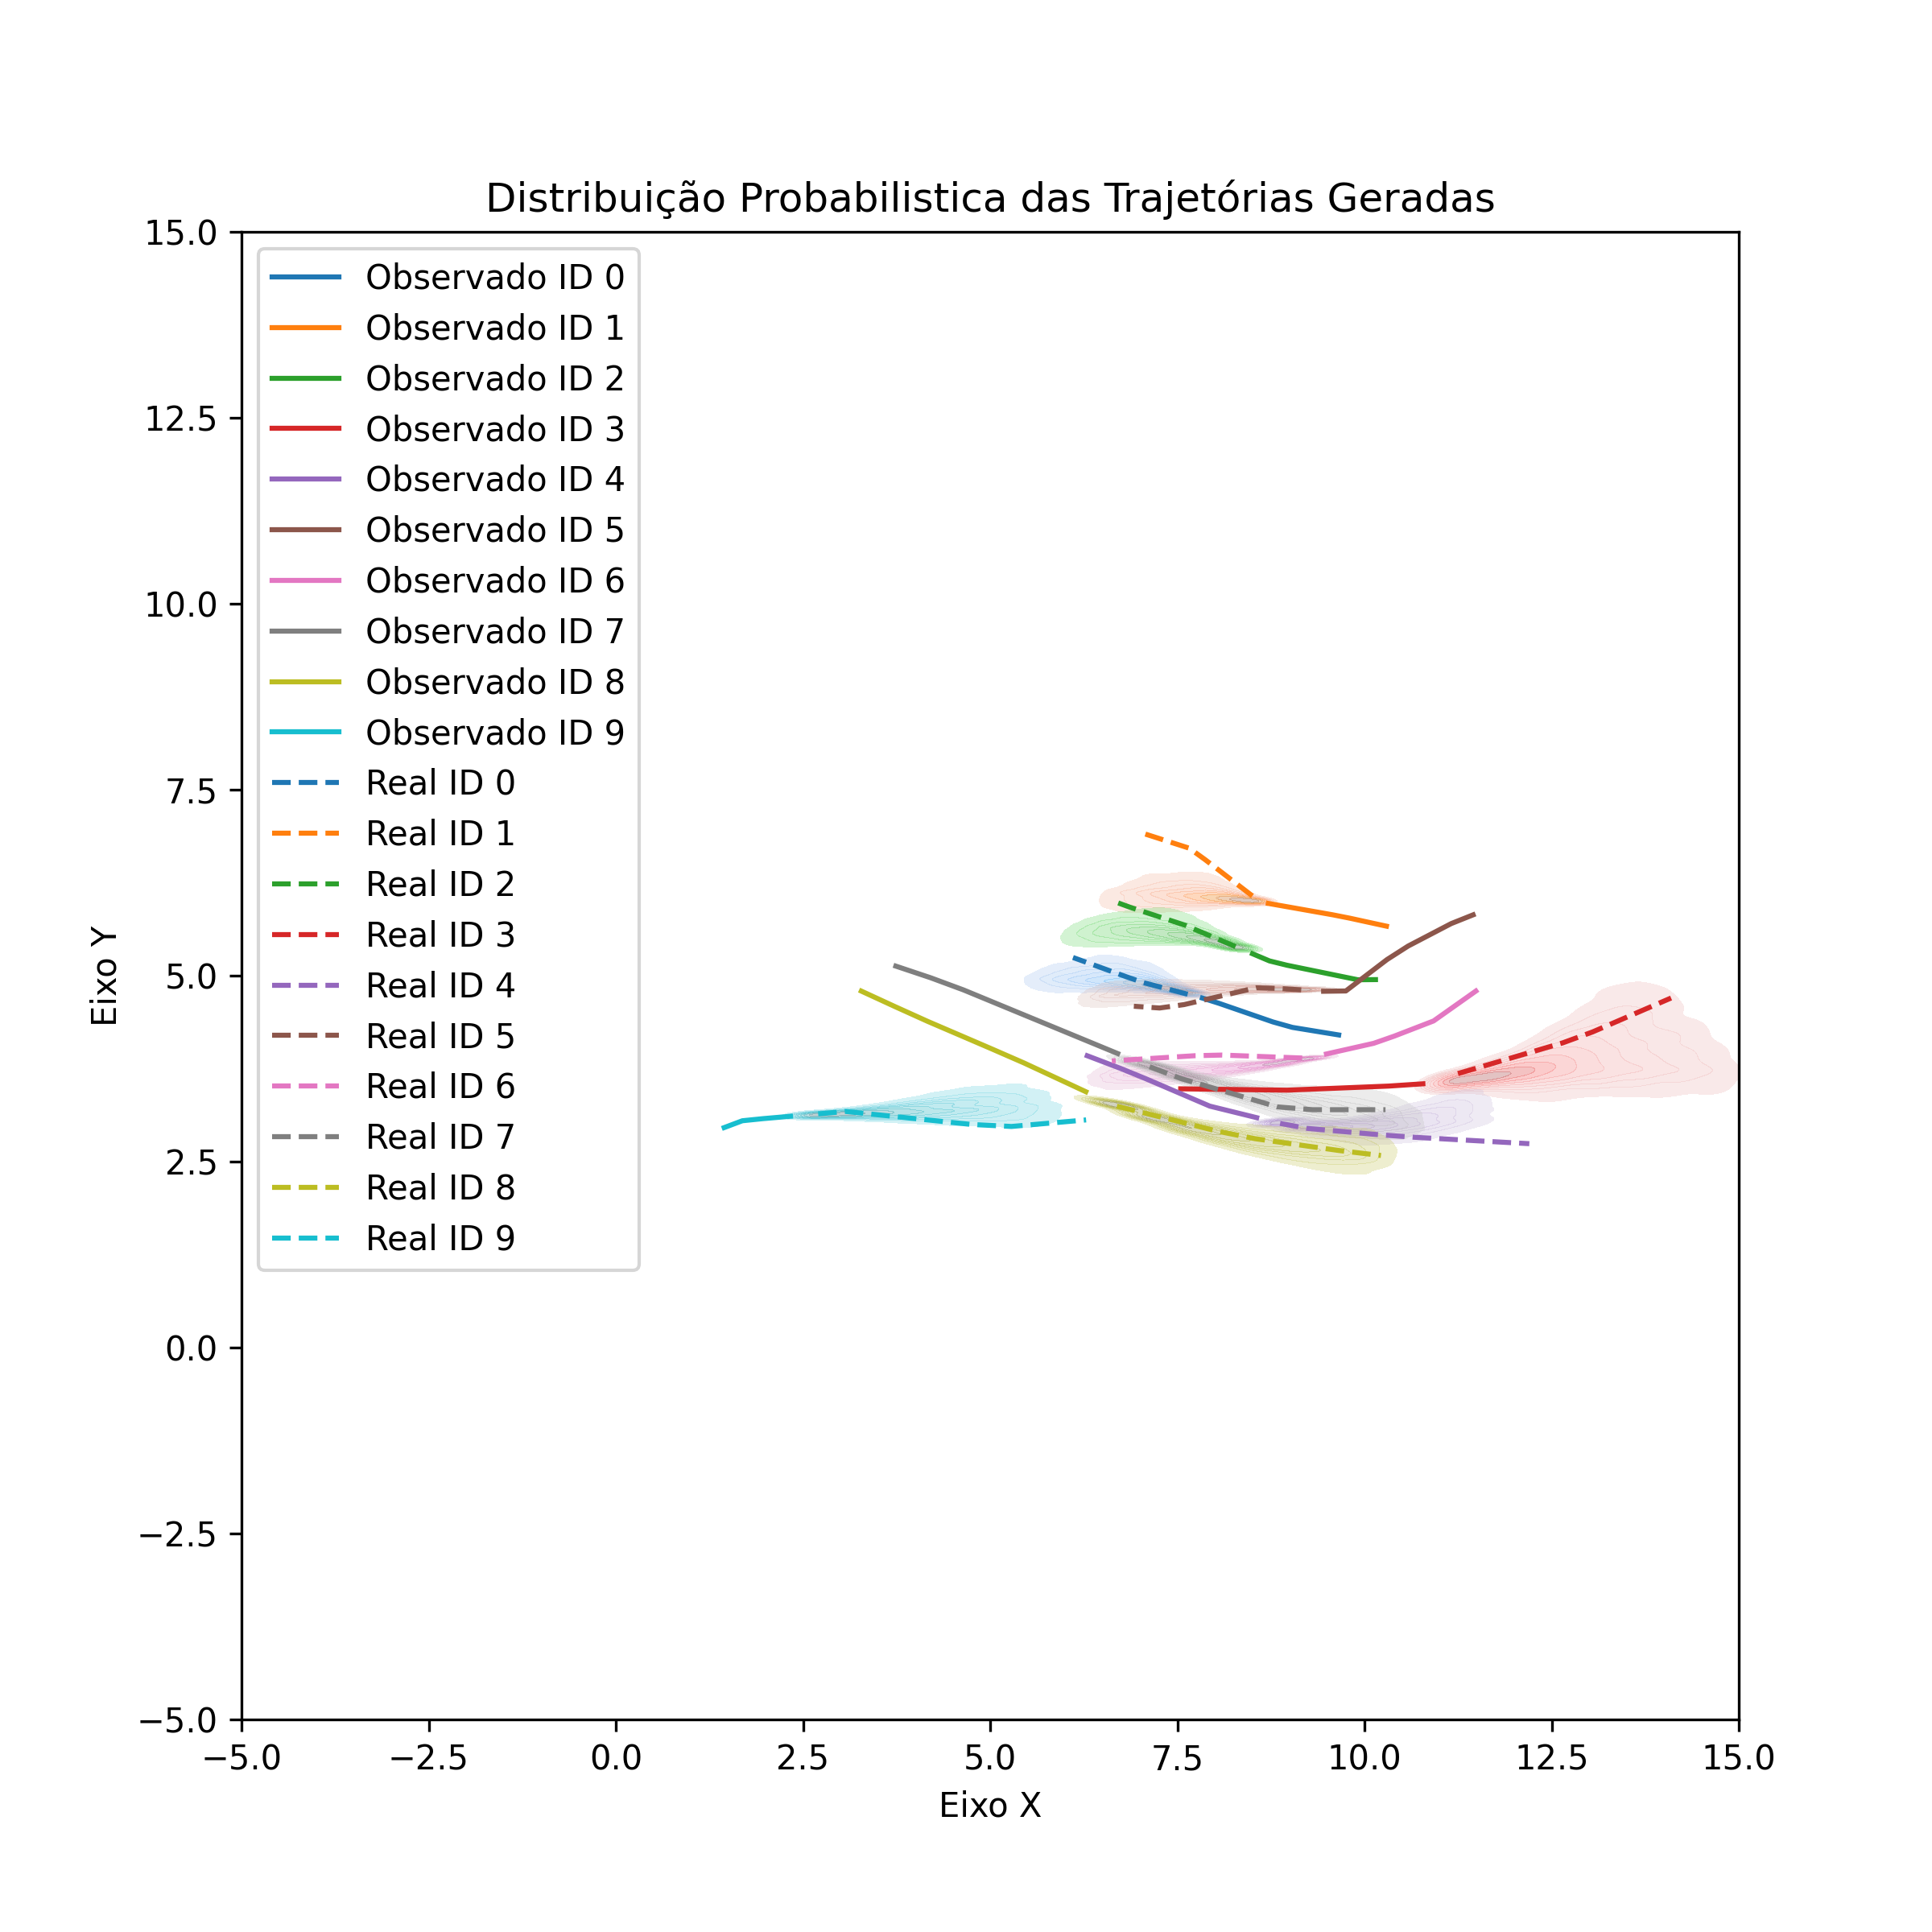 Distribuição Probabilistica das Trajetórias Geradas
15.0
12.5
10.0
7.5
5.0
2.5
0.0
−2.5
−5.0
Eixo Y
Observado ID 0
Observado ID 1
Observado ID 2
Observado ID 3
Observado ID 4
Observado ID 5
Observado ID 6
Observado ID 7
Observado ID 8
Observado ID 9
Real ID 0
Real ID 1
Real ID 2
Real ID 3
Real ID 4
Real ID 5
Real ID 6
Real ID 7
Real ID 8
Real ID 9
−5.0 −2.5 0.0 2.5 5.0 7.5 10.0 12.5 15.0
Eixo X